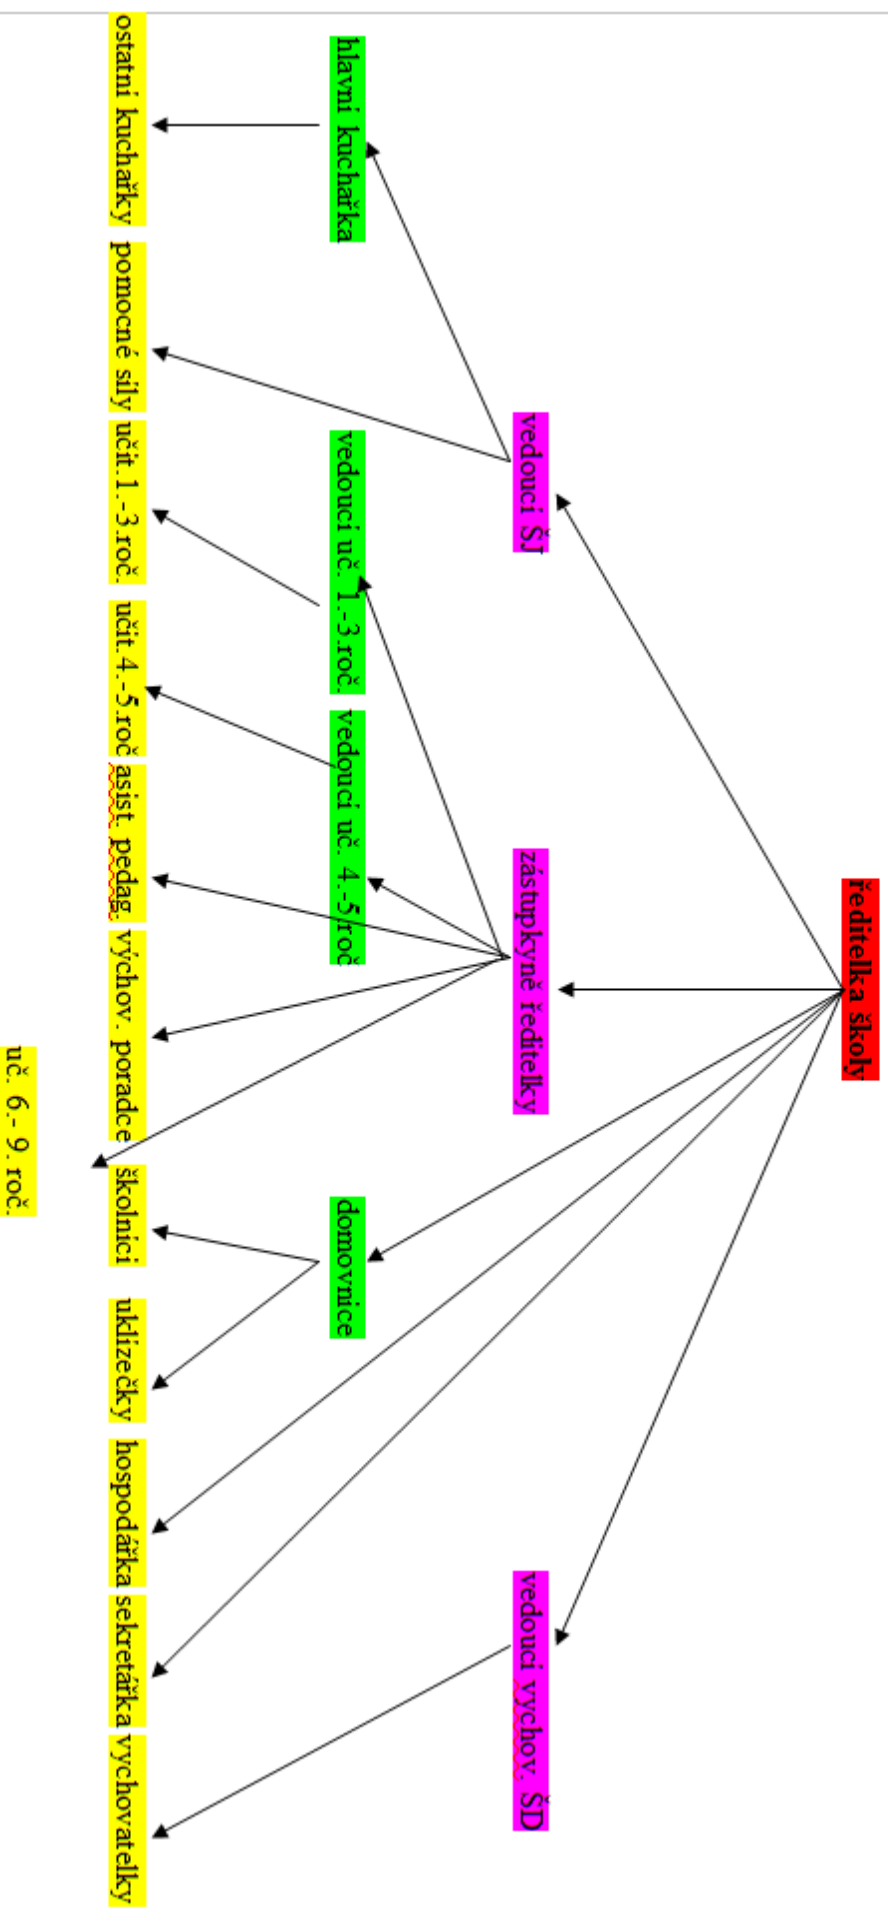 ředitelka školy
vedoucí ŠJ
zástupkyně ředitelky
vedoucí vychov. ŠD
hlavní kuchařka
vedoucí uč. 1.-3.roč.
vedoucí uč. 4.-5.roč
domovnice
ostatní kuchařky
pomocné síly
učit.1.-3.roč.
učit.4.-5.roč
asist. pedag.
výchov. poradce
školníci
uklízečky
hospodářka
sekretářka
vychovatelky
uč. 6.- 9. roč.